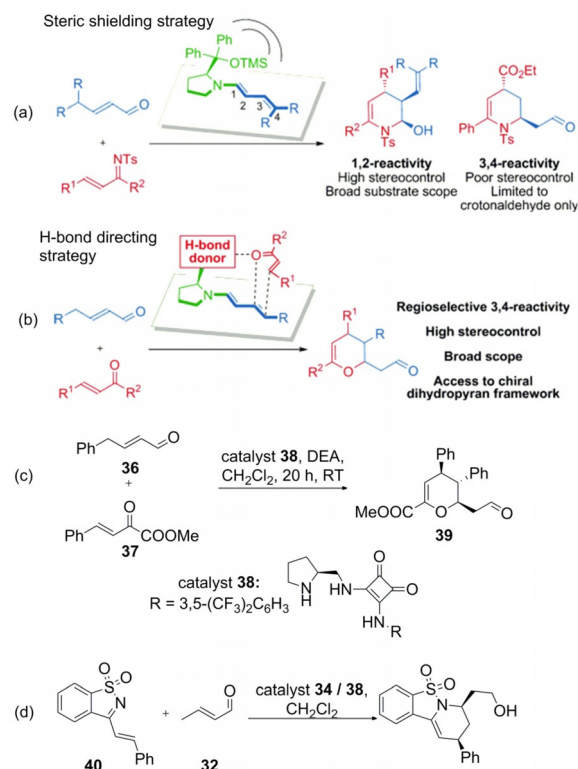 Steric shielding strategy
Ph
Ph
OTMS
N
1
2
3
4
R
R
(a)
R
R
O
+
NTs
R¹
R²
R
R
R¹
R²
N
Ts
OH
1,2-reactivity
High stereocontrol
Broad substrate scope
CO₂Et
Ph
N
Ts
O
3,4-reactivity
Poor stereocontrol
Limited to
crotonaldehyde only
H-bond directing
strategy
H-bond
donor
O
R²
R¹
N
R
(b)
R
O
+
O
R¹
R²
R¹
R
R²
O
O
Regioselective 3,4-reactivity
High stereocontrol
Broad scope
Access to chiral
dihydropyran framework
(c)
Ph
O
36
+
O
Ph
COOMe
37
catalyst 38, DEA,
CH₂Cl₂, 20 h, RT
Ph
Ph
MeOOC
O
O
39
catalyst 38:
R = 3,5-(CF₃)₂C₆H₃
N
H
NH
O
O
HN
R
(d)
O
O
S
N
Ph
40
+
O
32
catalyst 34 / 38,
CH₂Cl₂
O
O
S
N
OH
Ph